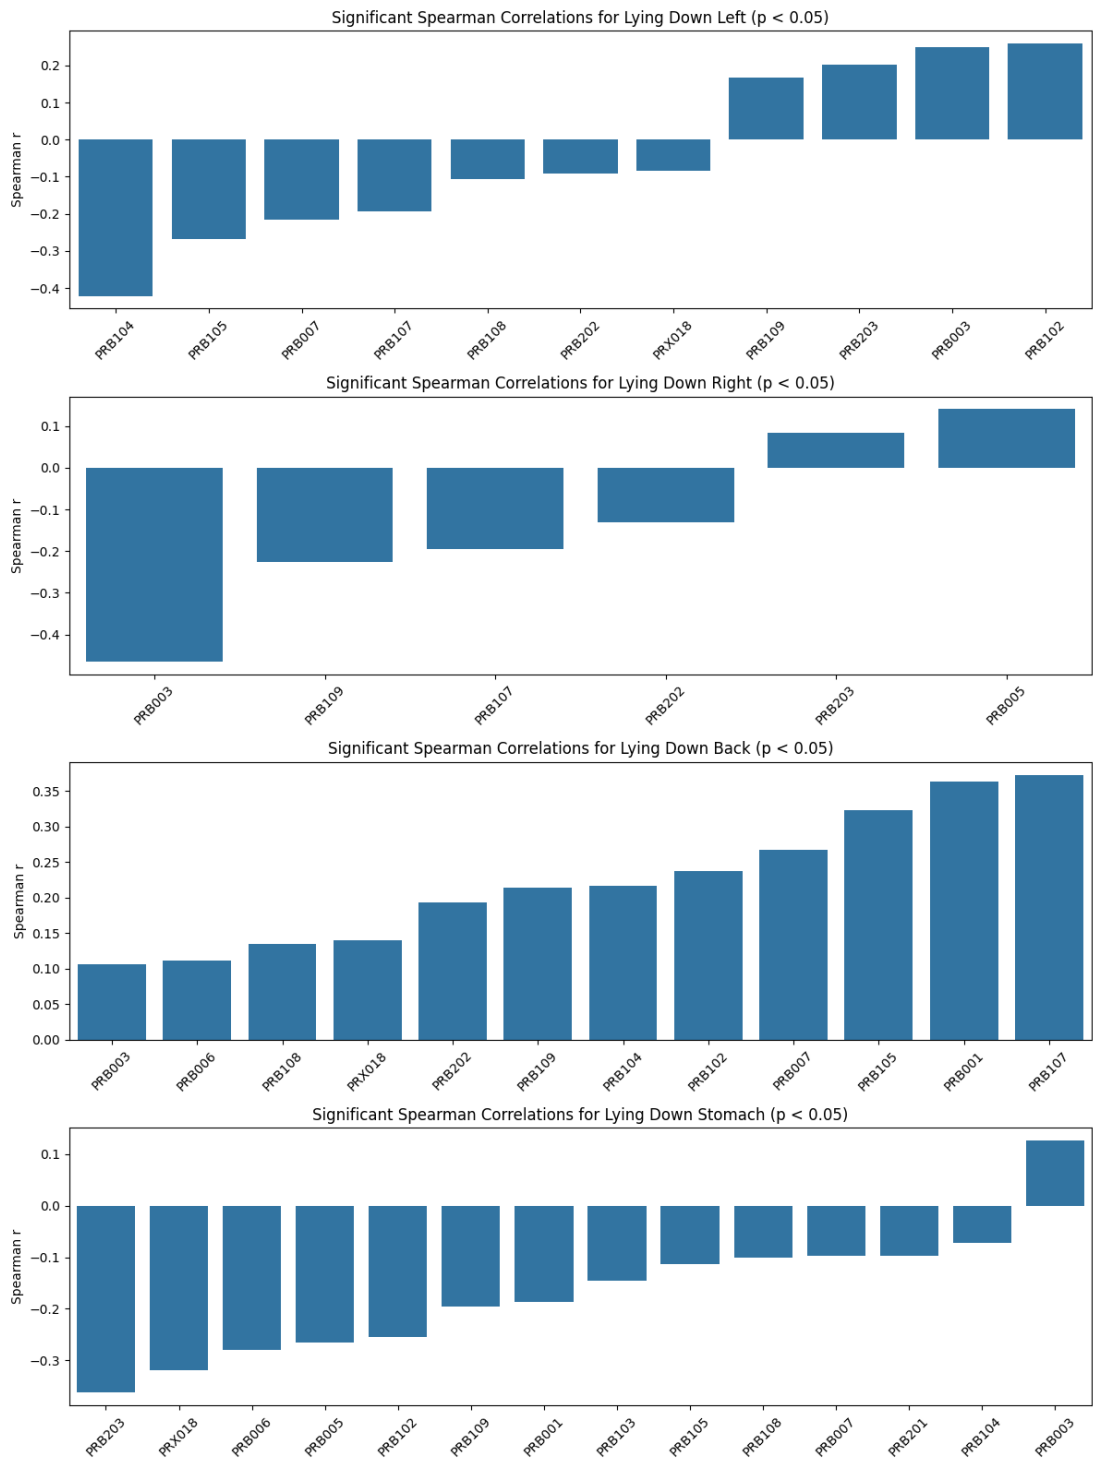 Significant Spearman Correlations for Lying Down Left (p < 0.05)
Spearman r
0.2
0.1
0.0
−0.1
−0.2
−0.3
−0.4
PRB104 PRB105 PRB007 PRB107 PRB108 PRB202 PRX018 PRB109 PRB203 PRB003 PRB102
Significant Spearman Correlations for Lying Down Right (p < 0.05)
Spearman r
0.1
0.0
−0.1
−0.2
−0.3
−0.4
PRB003 PRB109 PRB107 PRB202 PRB203 PRB005
Significant Spearman Correlations for Lying Down Back (p < 0.05)
Spearman r
0.35
0.30
0.25
0.20
0.15
0.10
0.05
0.00
PRB003 PRB006 PRB108 PRX018 PRB202 PRB109 PRB104 PRB102 PRB007 PRB105 PRB001 PRB107
Significant Spearman Correlations for Lying Down Stomach (p < 0.05)
Spearman r
0.1
0.0
−0.1
−0.2
−0.3
PRB203 PRX018 PRB006 PRB005 PRB102 PRB109 PRB001 PRB103 PRB105 PRB108 PRB007 PRB201 PRB104 PRB003